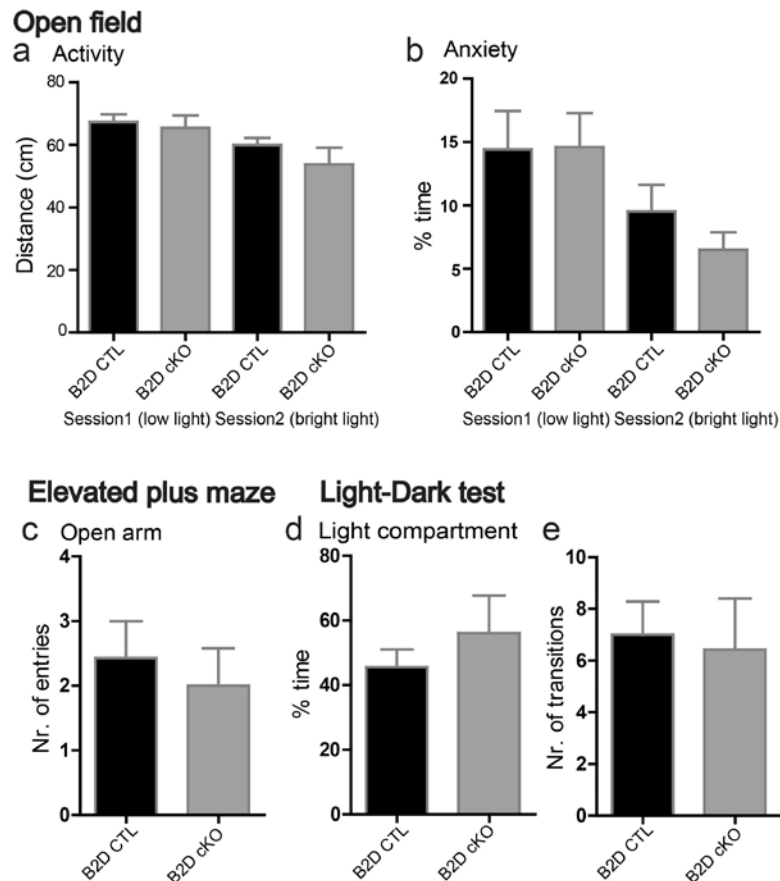 Open field
a Activity
Distance (cm)
80
60
40
20
0
B2D CTL
B2D cKO
B2D CTL
B2D cKO
Session1 (low light) Session2 (bright light)
b Anxiety
% time
20
15
10
5
0
B2D CTL
B2D cKO
B2D CTL
B2D cKO
Session1 (low light) Session2 (bright light)
Elevated plus maze
c Open arm
Nr. of entries
4
3
2
1
0
B2D CTL
B2D cKO
Light-Dark test
d Light compartment
% time
80
60
40
20
0
B2D CTL
B2D cKO
e
Nr. of transitions
10
8
6
4
2
0
B2D CTL
B2D cKO